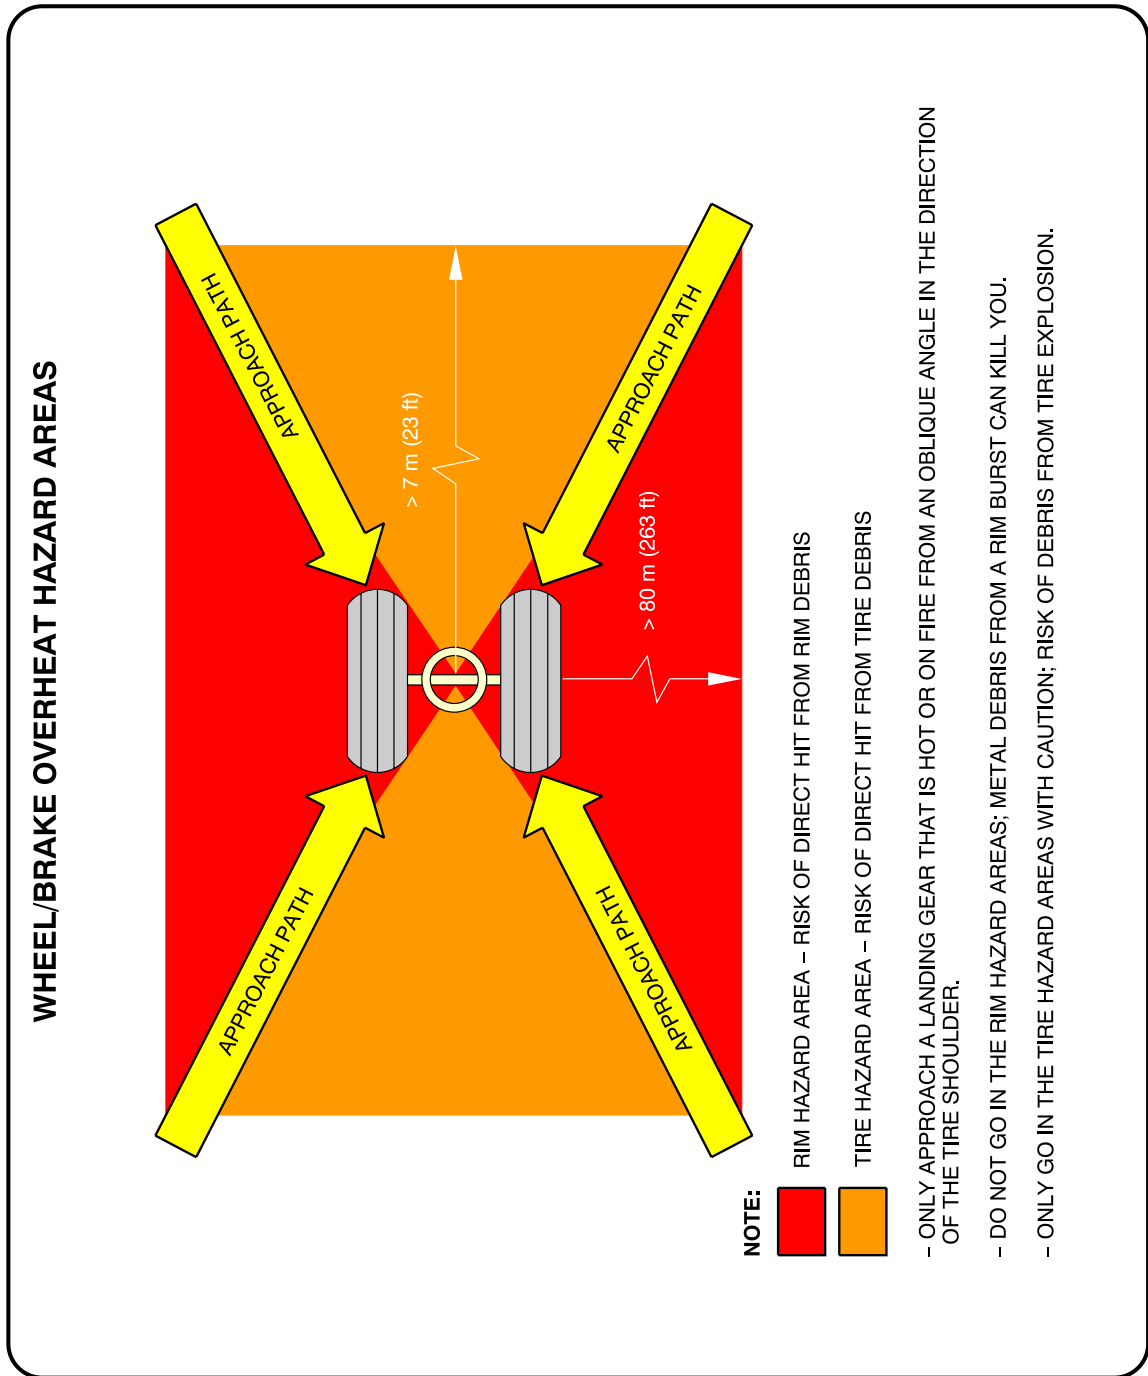 WHEEL/BRAKE OVERHEAT HAZARD AREAS
APPROACH PATH
APPROACH PATH
> 7 m (23 ft)
> 80 m (263 ft)
APPROACH PATH
APPROACH PATH
NOTE:
RIM HAZARD AREA – RISK OF DIRECT HIT FROM RIM DEBRIS
TIRE HAZARD AREA – RISK OF DIRECT HIT FROM TIRE DEBRIS
– ONLY APPROACH A LANDING GEAR THAT IS HOT OR ON FIRE FROM AN OBLIQUE ANGLE IN THE DIRECTION
OF THE TIRE SHOULDER.
– DO NOT GO IN THE RIM HAZARD AREAS; METAL DEBRIS FROM A RIM BURST CAN KILL YOU.
– ONLY GO IN THE TIRE HAZARD AREAS WITH CAUTION; RISK OF DEBRIS FROM TIRE EXPLOSION.